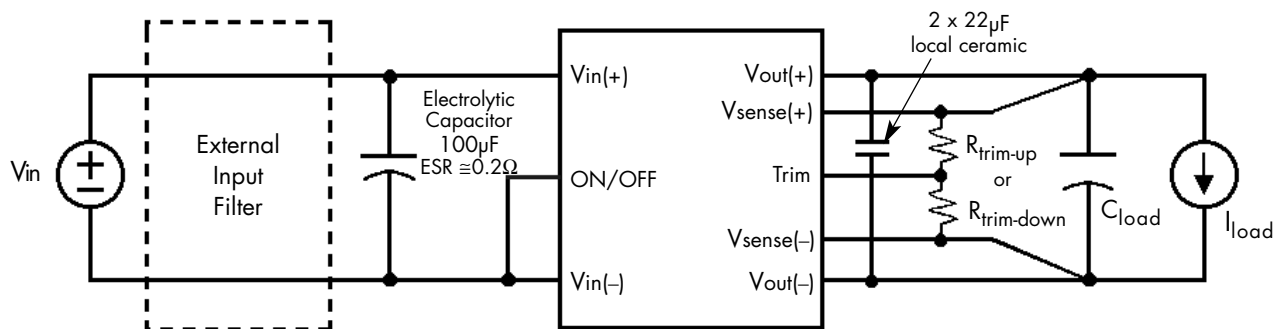 Vin
External
Input
Filter
Electrolytic
Capacitor
100µF
ESR ≅0.2Ω
Vin(+)
ON/OFF
Vin(–)
Vout(+)
Vsense(+)
Trim
Vsense(–)
Vout(–)
2 x 22µF
local ceramic
Rtrim-up
or
Rtrim-down
Cload
Iload